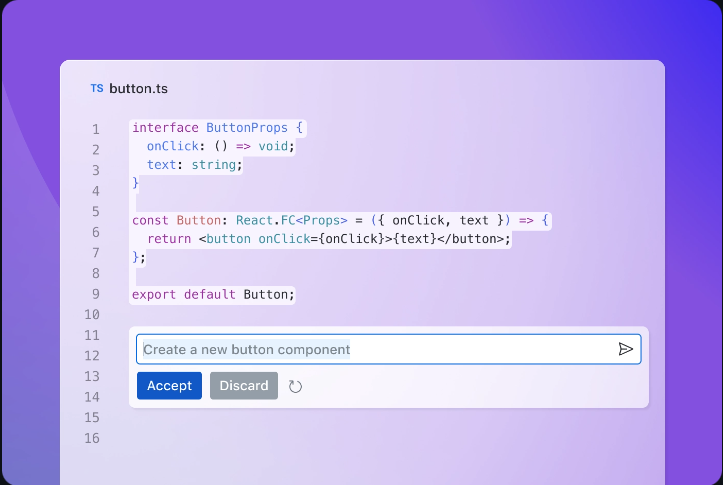 TS button.ts
1 interface ButtonProps {
2   onClick: () => void;
3   text: string;
4 }
5
6 const Button: React.FC<Props> = ({ onClick, text }) => {
7   return <button onClick={onClick}>{text}</button>;
8 };
9
10 export default Button;
11
12 Create a new button component
13
14 Accept Discard
15
16